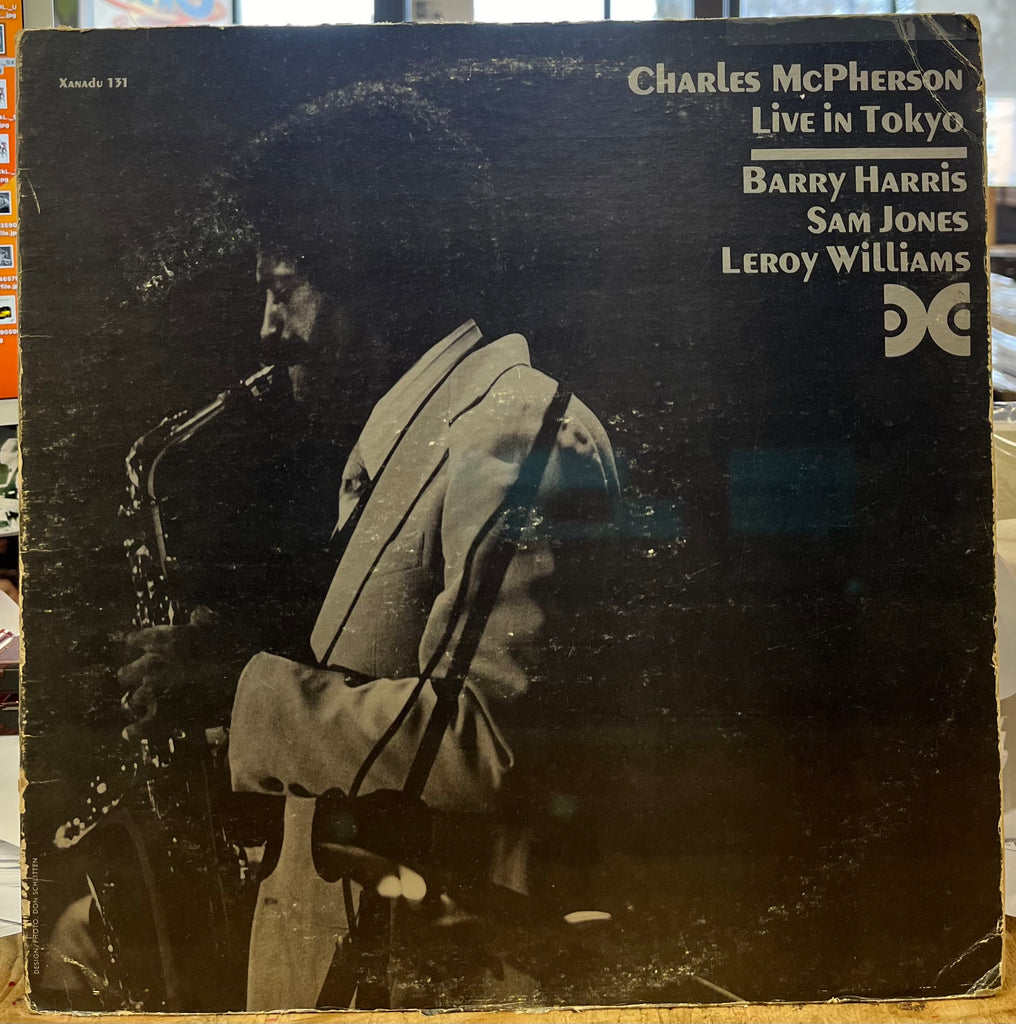 Xanadu 131
Charles McPherson
Live in Tokyo
Barry Harris
Sam Jones
Leroy Williams
DESIGN/PHOTO: DON SCHLITTEN